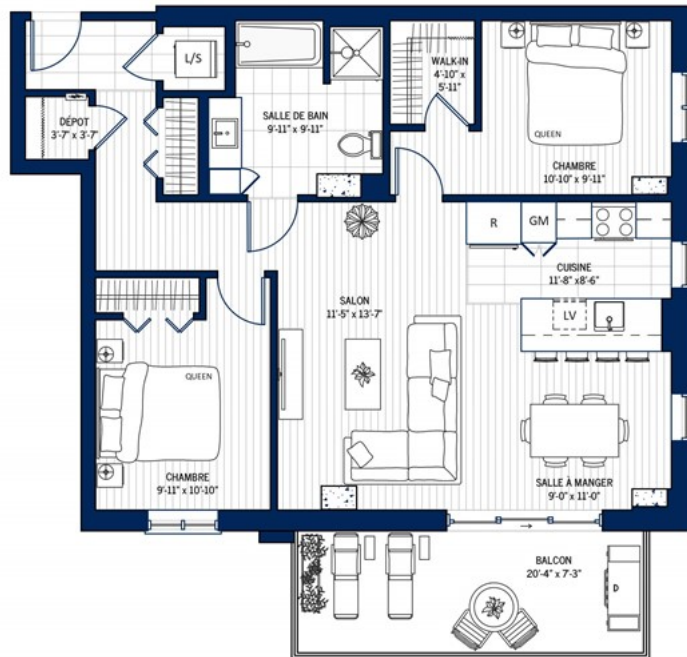 L/S
DÉPOT
3'-7" x 3'-7"
SALLE DE BAIN
9'-11" x 9'-11"
WALK-IN
4'-10" x
5'-11"
QUEEN
CHAMBRE
10'-10" x 9'-11"
R
GM
CUISINE
11'-8" x8'-6"
LV
SALON
11'-5" x 13'-7"
QUEEN
CHAMBRE
9'-11" x 10'-10"
SALLE À MANGER
9'-0" x 11'-0"
BALCON
20'-4" x 7'-3"
D